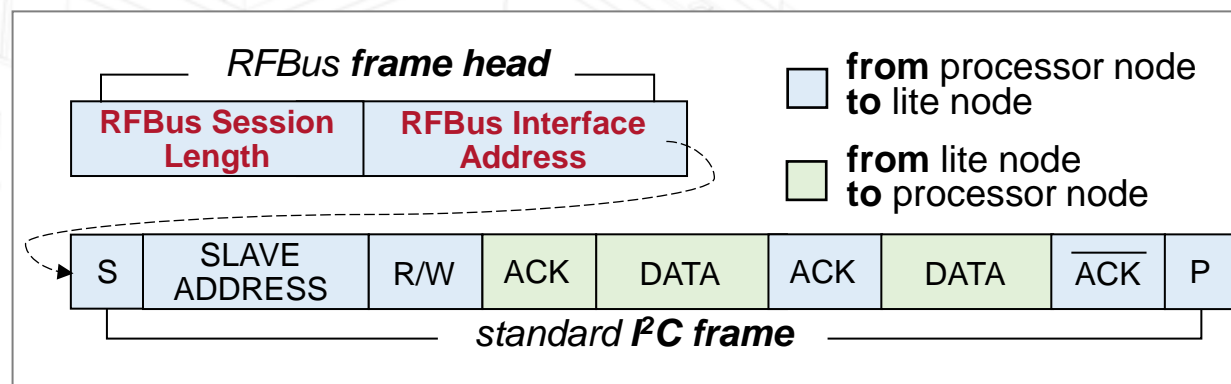 RFBus frame head
RFBus Session
Length
RFBus Interface
Address
from processor node
to lite node
from lite node
to processor node
S
SLAVE
ADDRESS
R/W
ACK
DATA
ACK
DATA
A̅C̅K̅
P
standard I²C frame